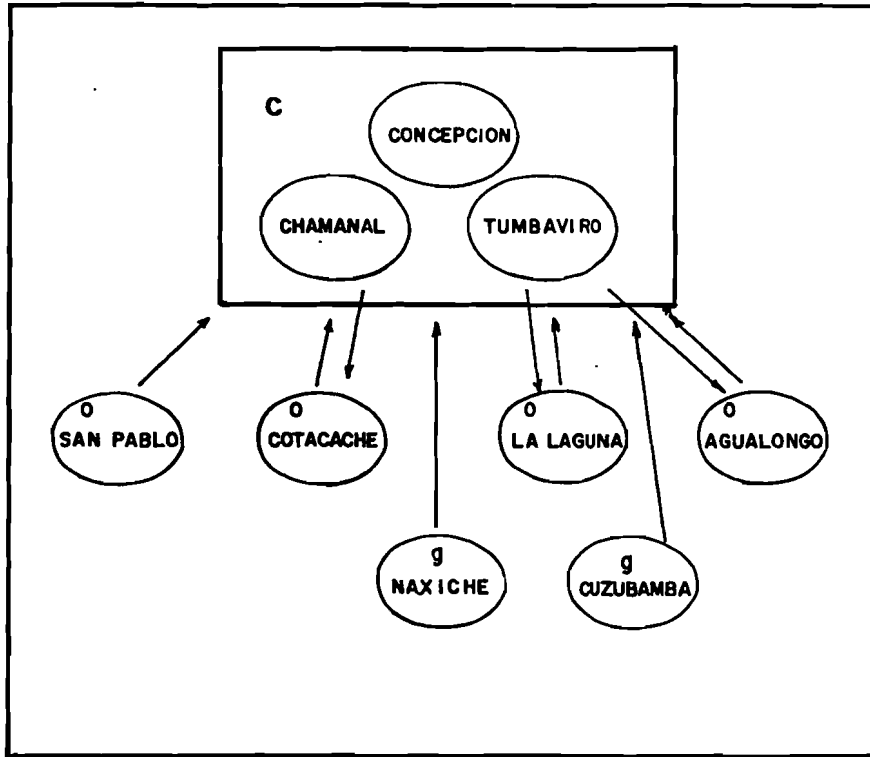 C
CONCEPCION
CHAMANAL
TUMBAVIRO
O
SAN PABLO
O
COTACACHE
O
LA LAGUNA
O
AGUALONGO
g
NAXICHE
g
CUZUBAMBA